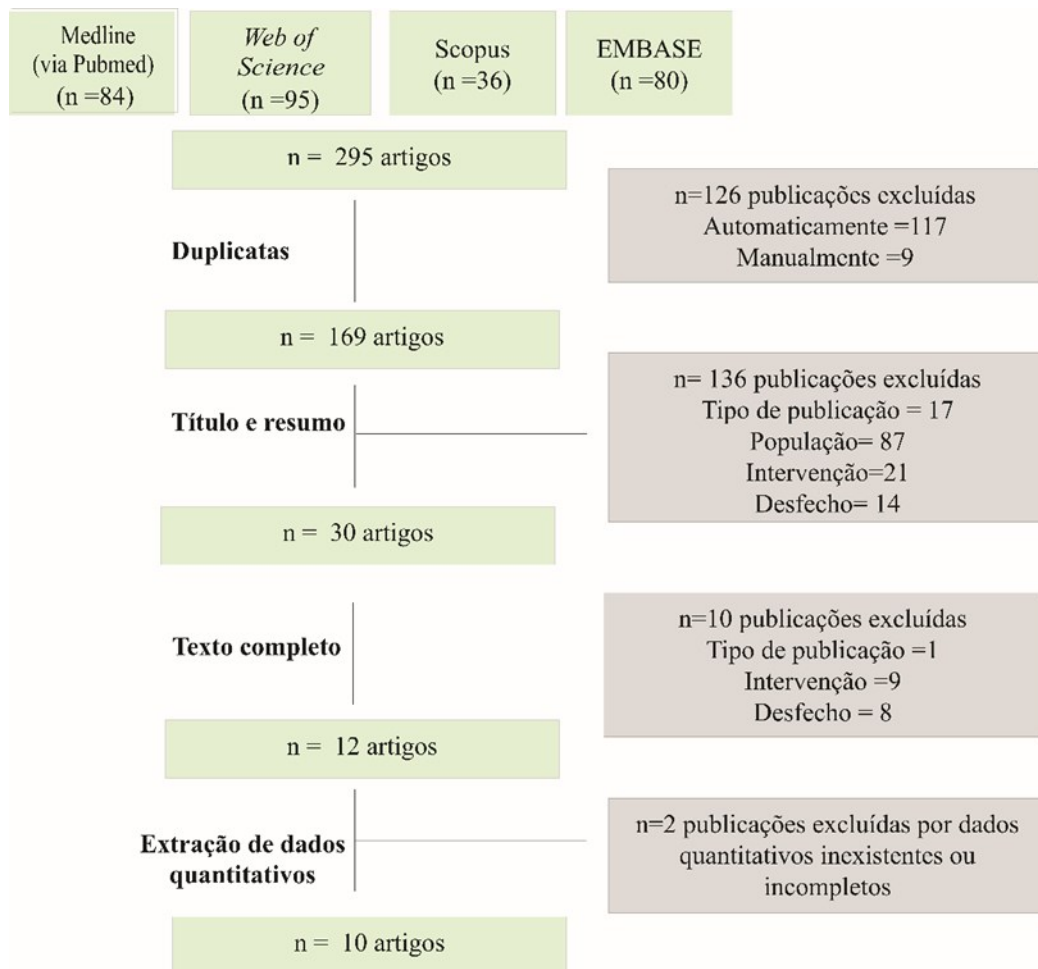 Medline
(via Pubmed)
(n =84)
Web of
Science
(n =95)
Scopus
(n =36)
EMBASE
(n =80)
n = 295 artigos
n=126 publicações excluídas
Automaticamente =117
Manualmente =9
Duplicatas
n = 169 artigos
n= 136 publicações excluídas
Tipo de publicação = 17
População= 87
Intervenção=21
Desfecho= 14
Título e resumo
n = 30 artigos
n=10 publicações excluídas
Tipo de publicação =1
Intervenção =9
Desfecho = 8
Texto completo
n = 12 artigos
n=2 publicações excluídas por dados
quantitativos inexistentes ou
incompletos
Extração de dados
quantitativos
n = 10 artigos